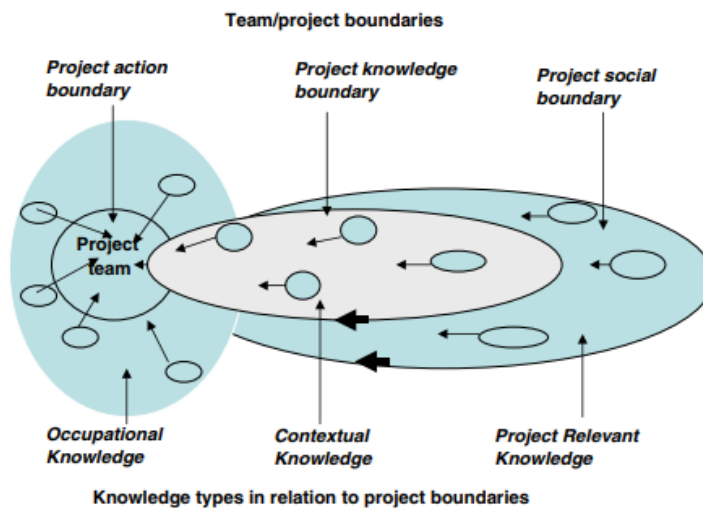 Team/project boundaries
Project action
boundary
Project knowledge
boundary
Project social
boundary
Project
team
Occupational
Knowledge
Contextual
Knowledge
Project Relevant
Knowledge
Knowledge types in relation to project boundaries